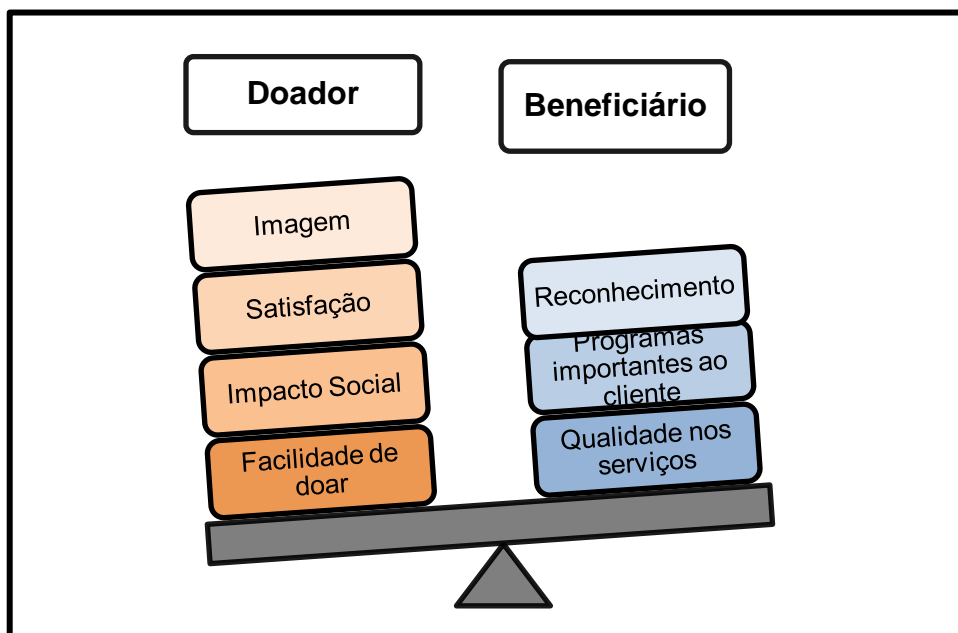 Doador
Beneficiário
Imagem
Satisfação
Impacto Social
Facilidade de
doar
Reconhecimento
Programas
importantes ao
cliente
Qualidade nos
serviços